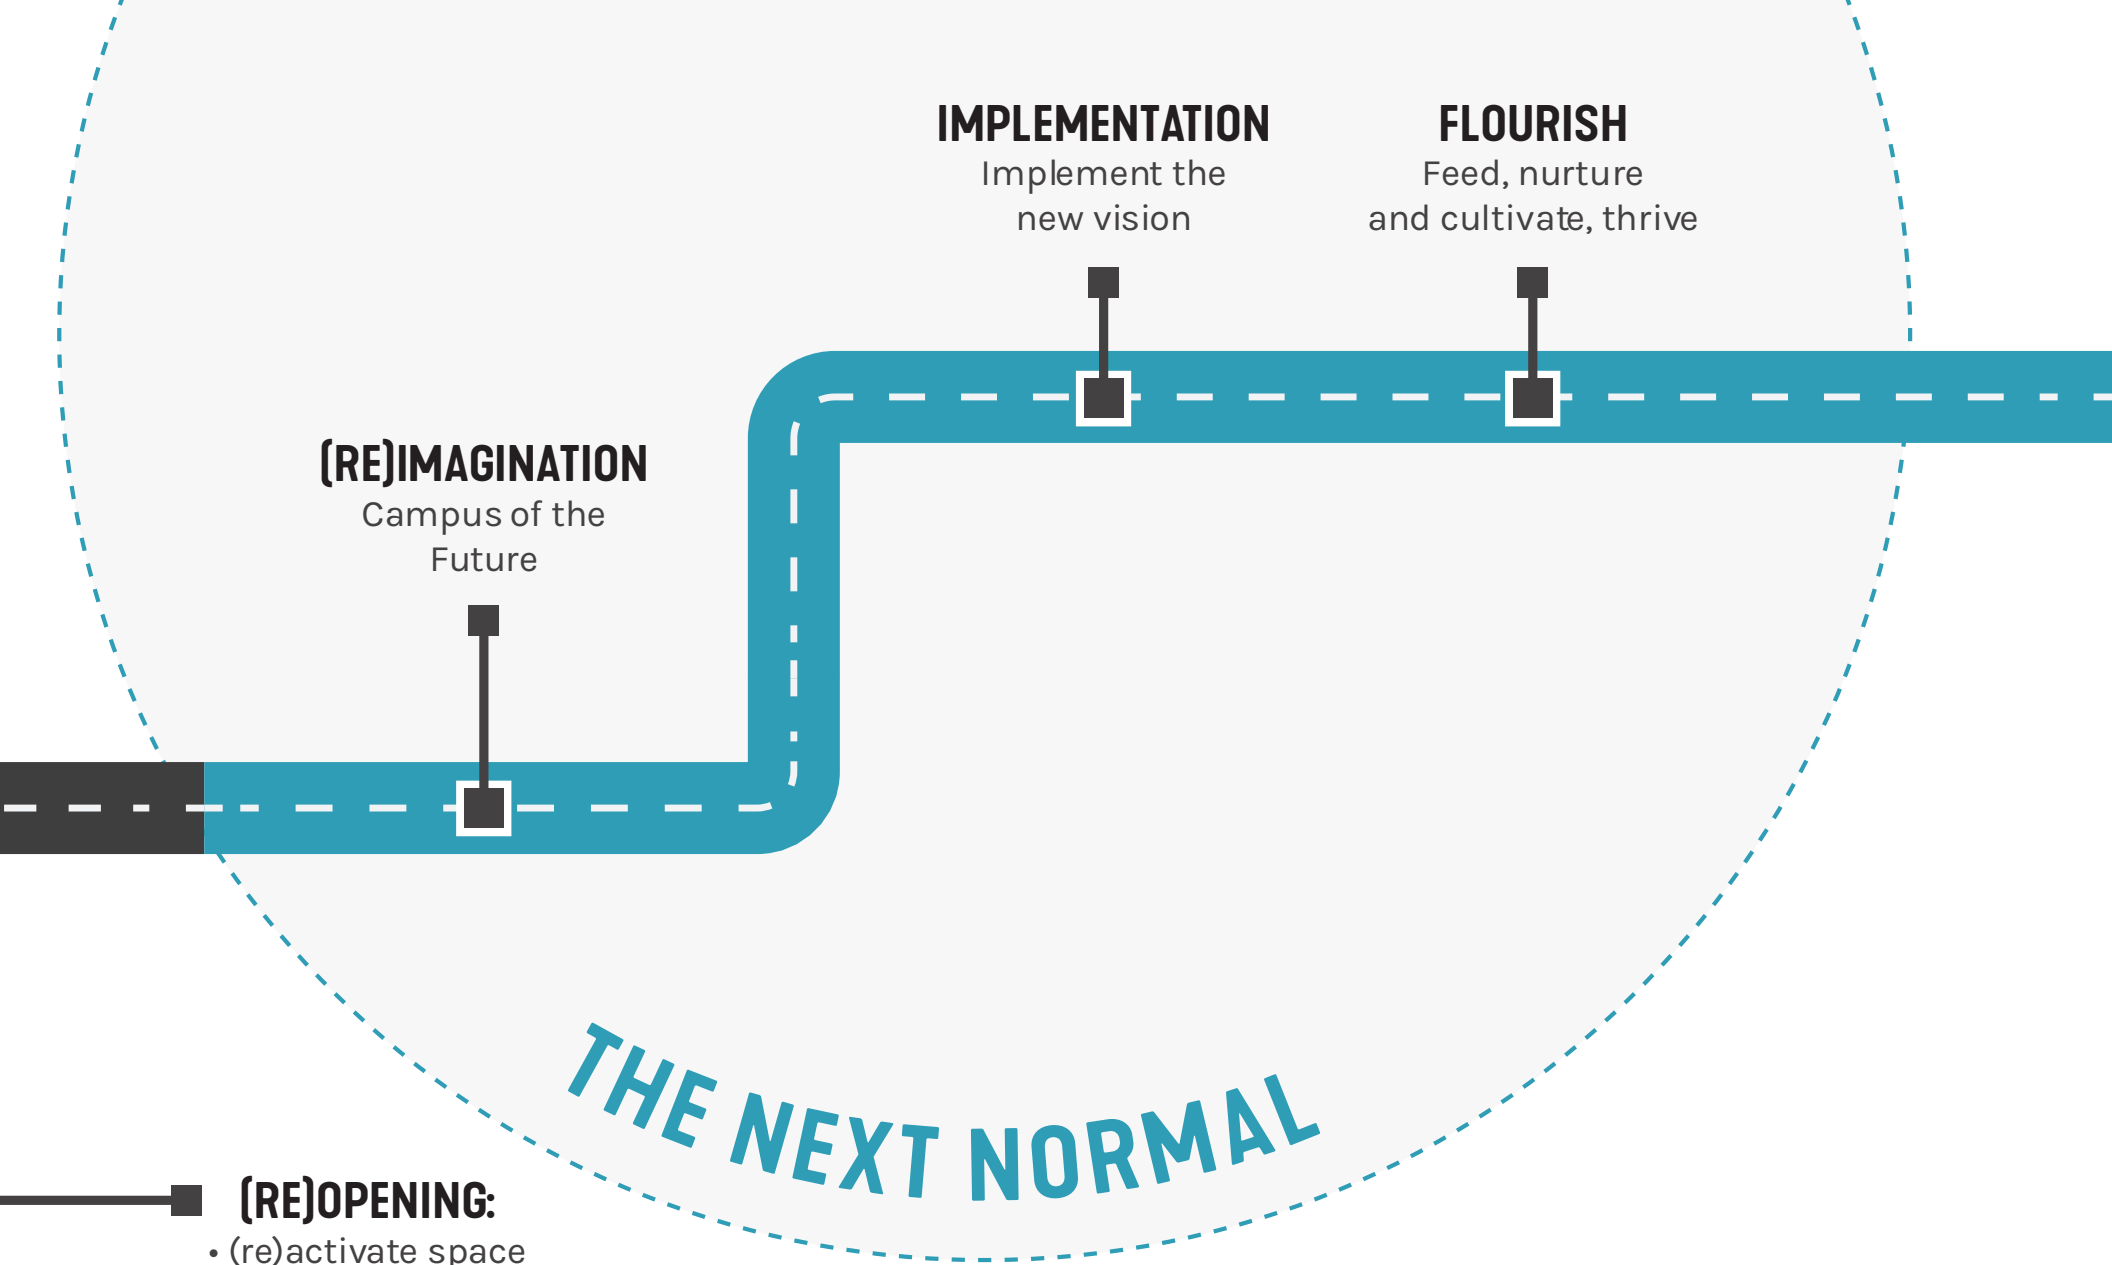 IMPLEMENTATION
Implement the
new vision
FLOURISH
Feed, nurture
and cultivate, thrive
(RE)IMAGINATION
Campus of the
Future
THE NEXT NORMAL
(RE)OPENING:
• (re)activate space